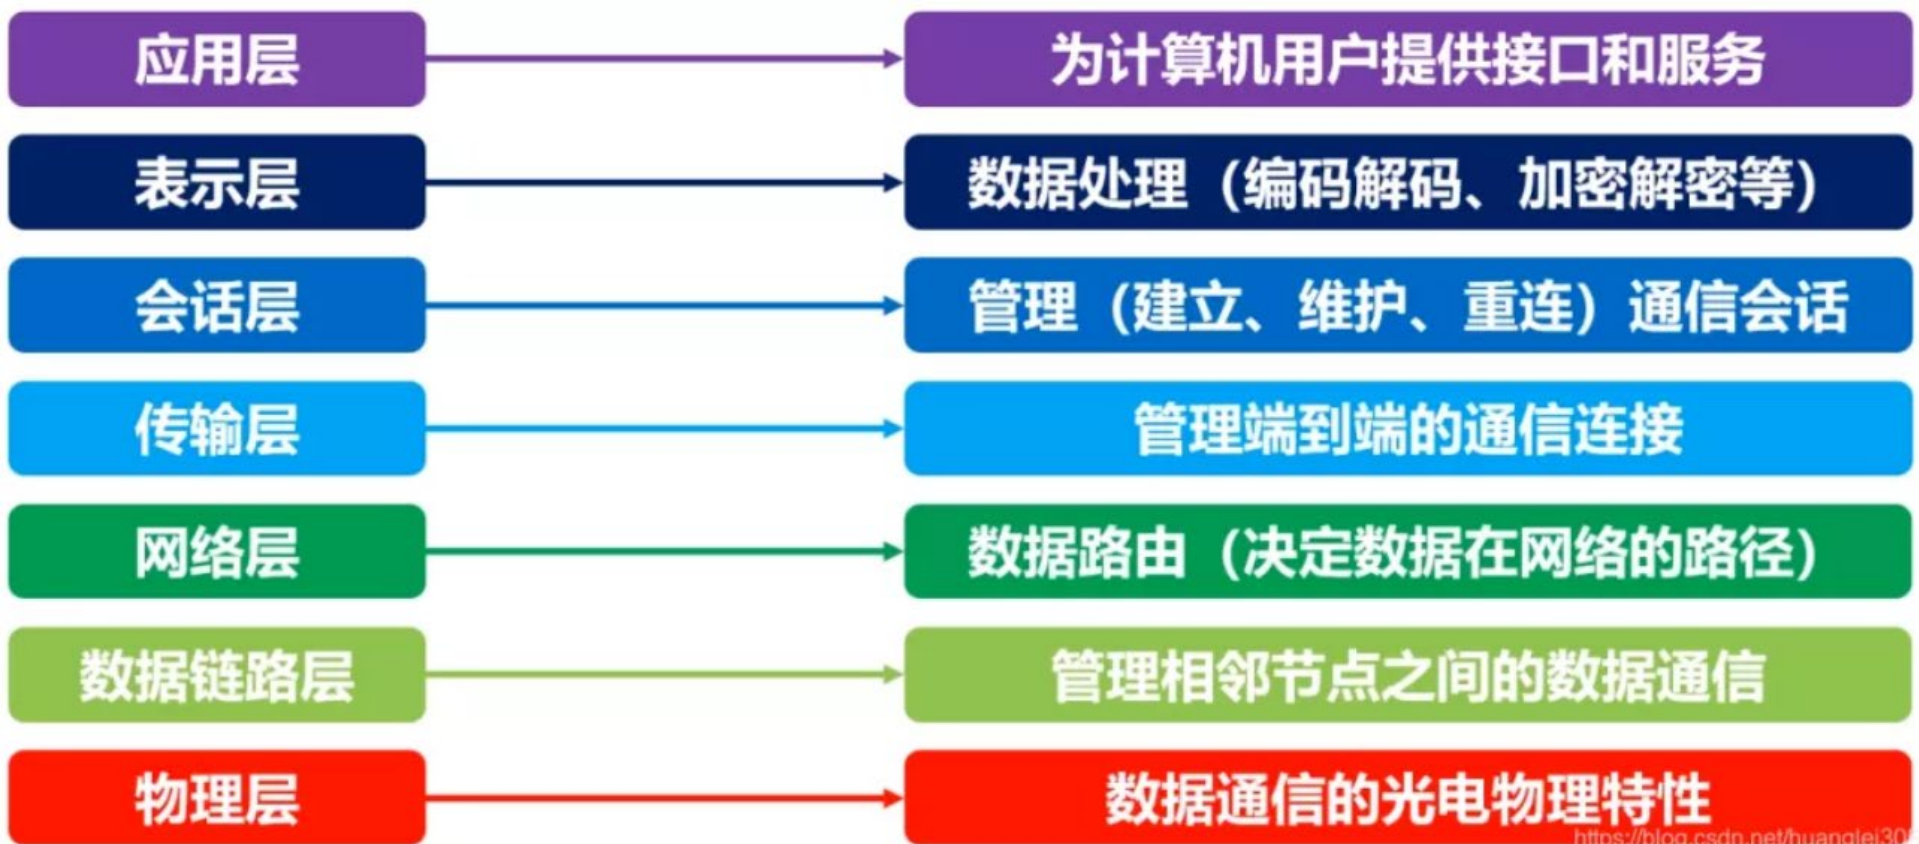 应用层
为计算机用户提供接口和服务
表示层
数据处理（编码解码、加密解密等）
会话层
管理（建立、维护、重连）通信会话
传输层
管理端到端的通信连接
网络层
数据路由（决定数据在网络的路径）
数据链路层
管理相邻节点之间的数据通信
物理层
数据通信的光电物理特性